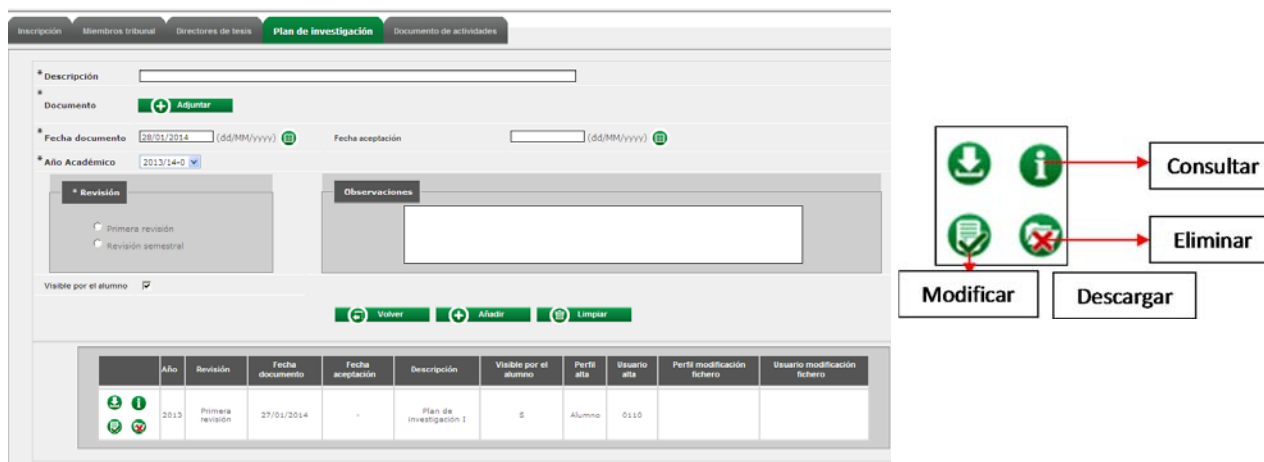 Inscripción Miembros tribunal Directores de tesis Plan de investigación Documento de actividades
* Descripción
*
Documento Adjuntar
* Fecha documento 28/01/2014 (dd/MM/yyyy) Fecha aceptación (dd/MM/yyyy)
* Año Académico 2013/14-0
* Revisión
Primera revisión
Revisión semestral
Observaciones
Visible por el alumno
Volver Añadir Limpiar
Año Revisión Fecha documento Fecha aceptación Descripción Visible por el alumno Perfil alta Usuario alta Perfil modificación fichero Usuario modificación fichero
2013 Primera revisión 27/01/2014 - Plan de investigación I S Alumno 0110
Consultar
Eliminar
Modificar
Descargar